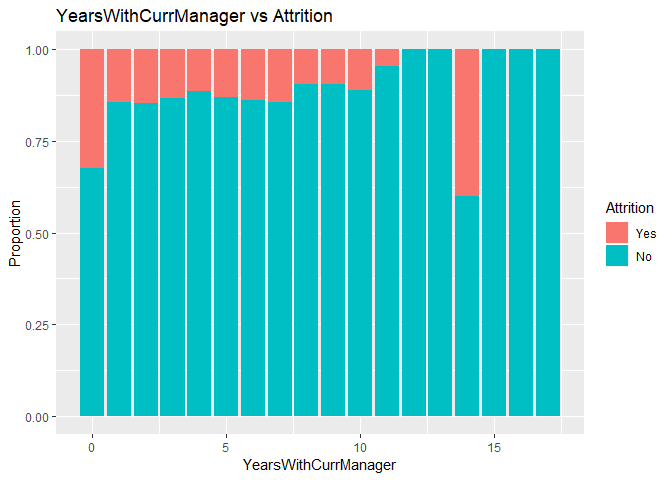 YearsWithCurrManager vs Attrition
1.00
0.75
0.50
0.25
0.00
Proportion
0 5 10 15
YearsWithCurrManager
Attrition
Yes
No